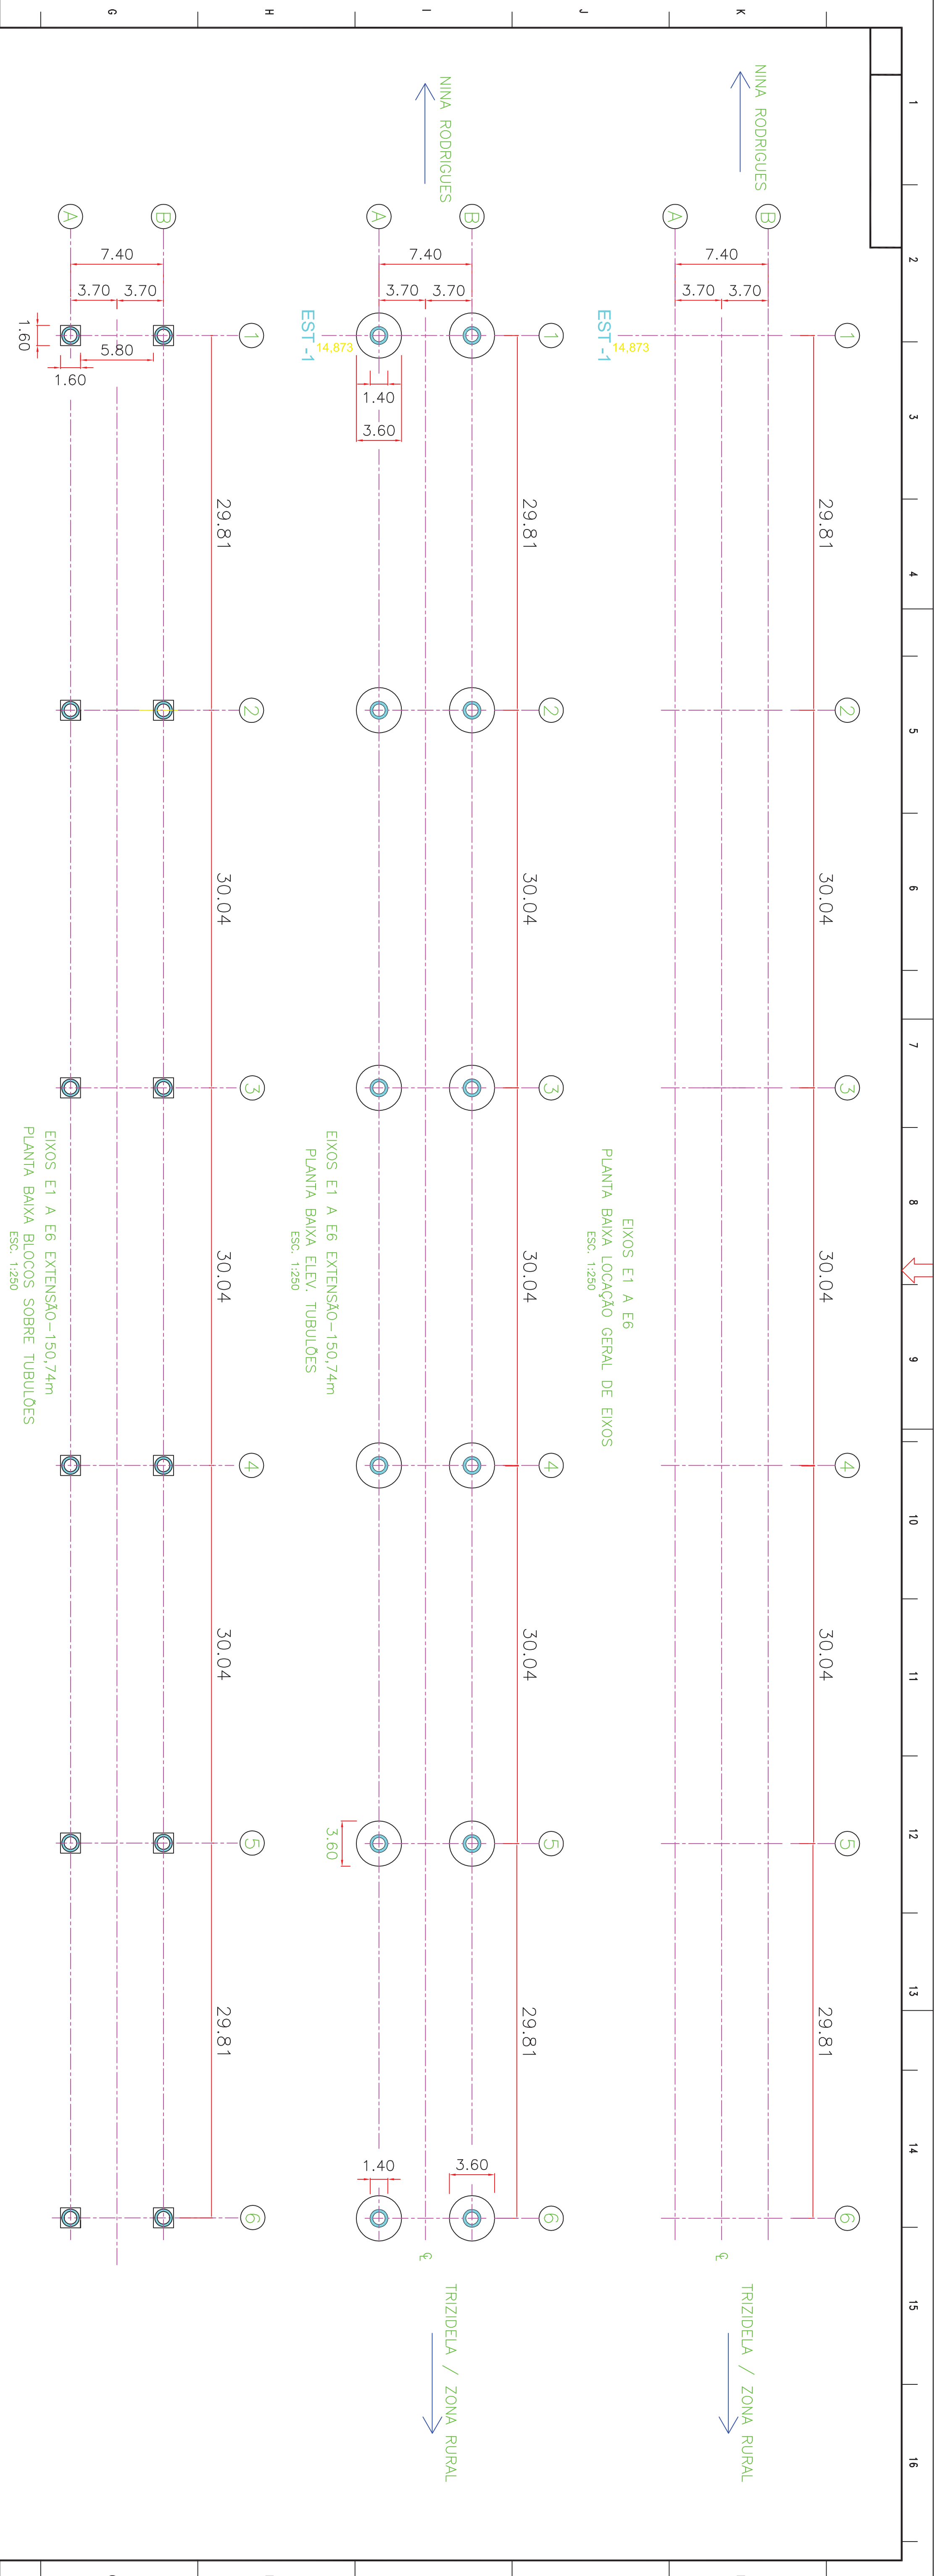 1
2
3
4
5
6
7
8
9
10
11
12
13
14
15
16
K
J
I
H
G
NINA RODRIGUES
TRIZIDELA / ZONA RURAL
1
2
3
4
5
6
29.81
30.04
30.04
30.04
29.81
B
A
7.40
3.70
3.70
EST -1 14,873
EIXOS E1 A E6
PLANTA BAIXA LOCAÇÃO GERAL DE EIXOS
ESC. 1:250
NINA RODRIGUES
TRIZIDELA / ZONA RURAL
1
2
3
4
5
6
29.81
30.04
30.04
30.04
29.81
B
A
7.40
3.70
3.70
1.40
3.60
3.60
1.40
3.60
EST -1 14,873
EIXOS E1 A E6 EXTENSÃO-150,74m
PLANTA BAIXA ELEV. TUBULÕES
ESC. 1:250
1
2
3
4
5
6
29.81
30.04
30.04
30.04
29.81
B
A
7.40
3.70
3.70
5.80
1.60
1.60
EIXOS E1 A E6 EXTENSÃO-150,74m
PLANTA BAIXA BLOCOS SOBRE TUBULÕES
ESC. 1:250